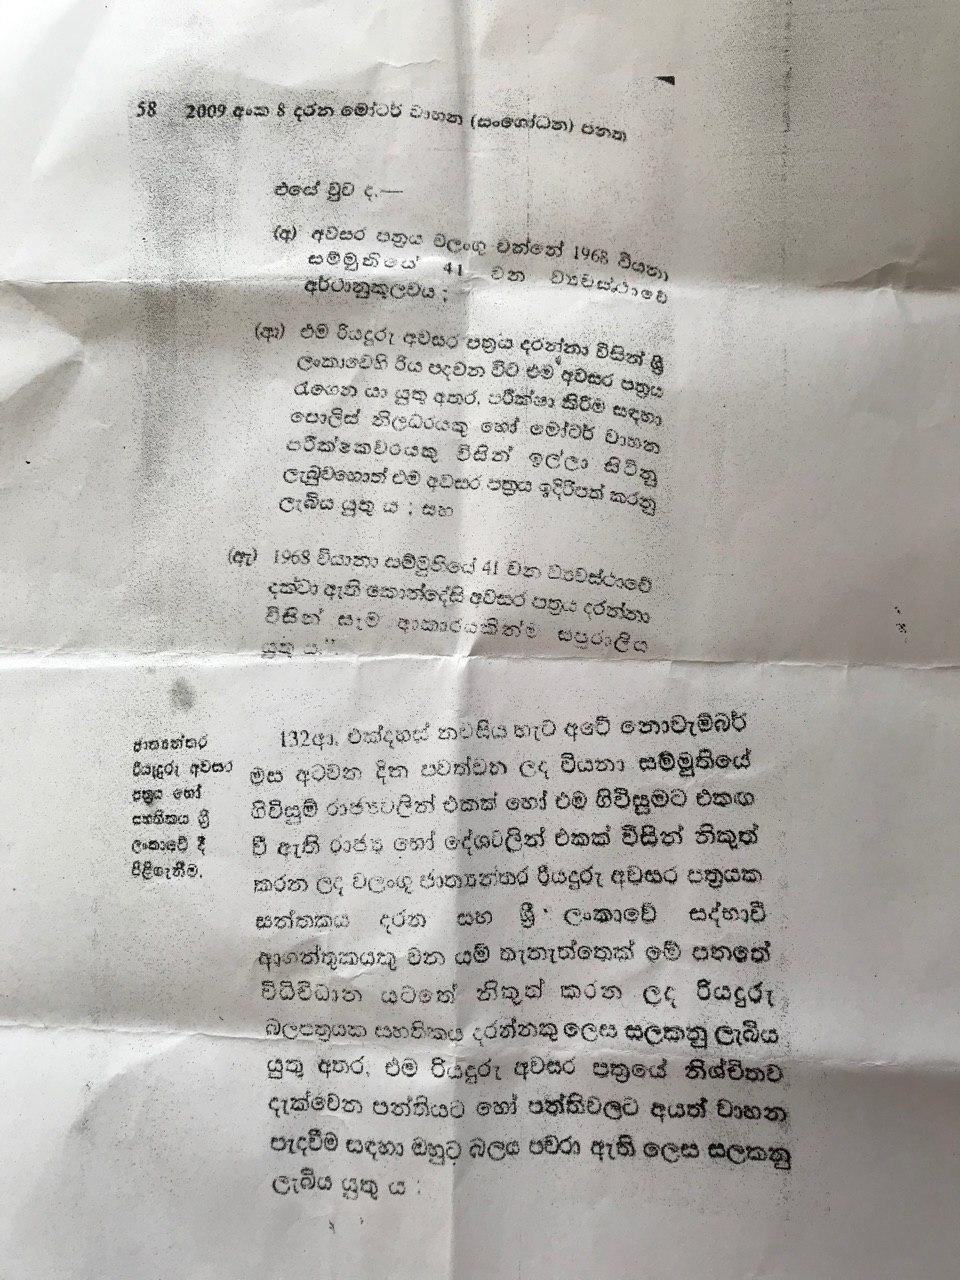 58 2009 අංක 8 දරන මෝටර් වාහන (සංශෝධන) පනත
එසේ වුව ද,—
(අ) අවසර පත්‍රය වලංගු වන්නේ 1968 වියනා
සම්මුතියේ 41 වන ව්‍යවස්ථාවේ
අර්ථානුකූලවය ;
(ආ) එම රියදුරු අවසර පත්‍රය දරන්නා විසින් ශ්‍රී
ලංකාවෙහි රිය පදවන විට එම අවසර පත්‍රය
රැගෙන යා යුතු අතර, පරීක්ෂා කිරීම සඳහා
පොලිස් නිලධරයකු හෝ මෝටර් වාහන
පරීක්ෂකවරයකු විසින් ඉල්ලා සිටිනු
ලැබුවහොත් එම අවසර පත්‍රය ඉදිරිපත් කරනු
ලැබිය යුතු ය ; සහ
(ඇ) 1968 වියානා සම්මුතියේ 41 වන ව්‍යවස්ථාවේ
දක්වා ඇති කොන්දේසි අවසර පත්‍රය දරන්නා
විසින් සෑම ආකාරයකින්ම සපුරාලිය
යුතු ය.”
ජාත්‍යන්තර
රියැදුරු අවසර
පත්‍රය හෝ
සහතිකය ශ්‍රී
ලංකාවේ දී
පිළිගැනීම.
132ආ. එක්දහස් නවසිය හැට අටේ නොවැම්බර්
මස අටවන දින පවත්වන ලද වියනා සම්මුතියේ
ගිවිසුම් රාජ්‍යවලින් එකක් හෝ එම ගිවිසුමට එකඟ
වී ඇති රාජ්‍ය හෝ දේශවලින් එකක් විසින් නිකුත්
කරන ලද වලංගු ජාත්‍යන්තර රියදුරු අවසර පත්‍රයක
සන්තකය දරන සහ ශ්‍රී ලංකාවේ සද්භාවී
ආගන්තුකයකු වන යම් තැනැත්තෙක් මේ පනතේ
විධිවිධාන යටතේ නිකුත් කරන ලද රියදුරු
බලපත්‍රයක සහතිකය දරන්නකු ලෙස සලකනු ලැබිය
යුතු අතර, එම රියදුරු අවසර පත්‍රයේ නිශ්චිතව
දැක්වෙන පන්තියට හෝ පන්තිවලට අයත් වාහන
පැදවීම සඳහා ඔහුට බලය පවරා ඇති ලෙස සලකනු
ලැබිය යුතු ය :